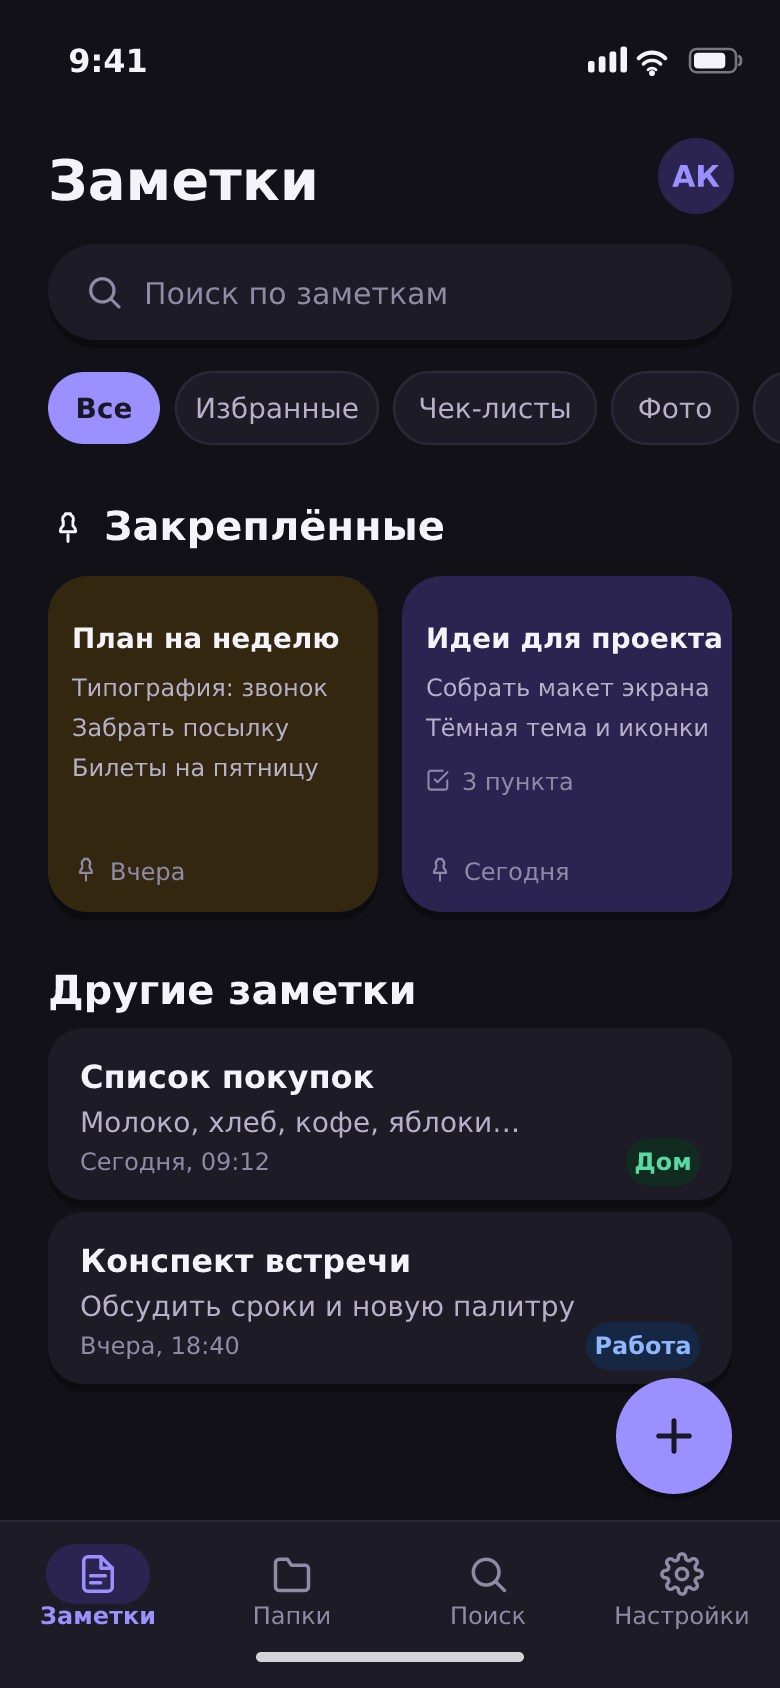 9:41
Заметки
АК
Поиск по заметкам
Все Избранные Чек-листы Фото
Закреплённые
План на неделю
Типография: звонок
Забрать посылку
Билеты на пятницу
Вчера
Идеи для проекта
Собрать макет экрана
Тёмная тема и иконки
3 пункта
Сегодня
Другие заметки
Список покупок
Молоко, хлеб, кофе, яблоки…
Сегодня, 09:12
Дом
Конспект встречи
Обсудить сроки и новую палитру
Вчера, 18:40
Работа
Заметки Папки Поиск Настройки